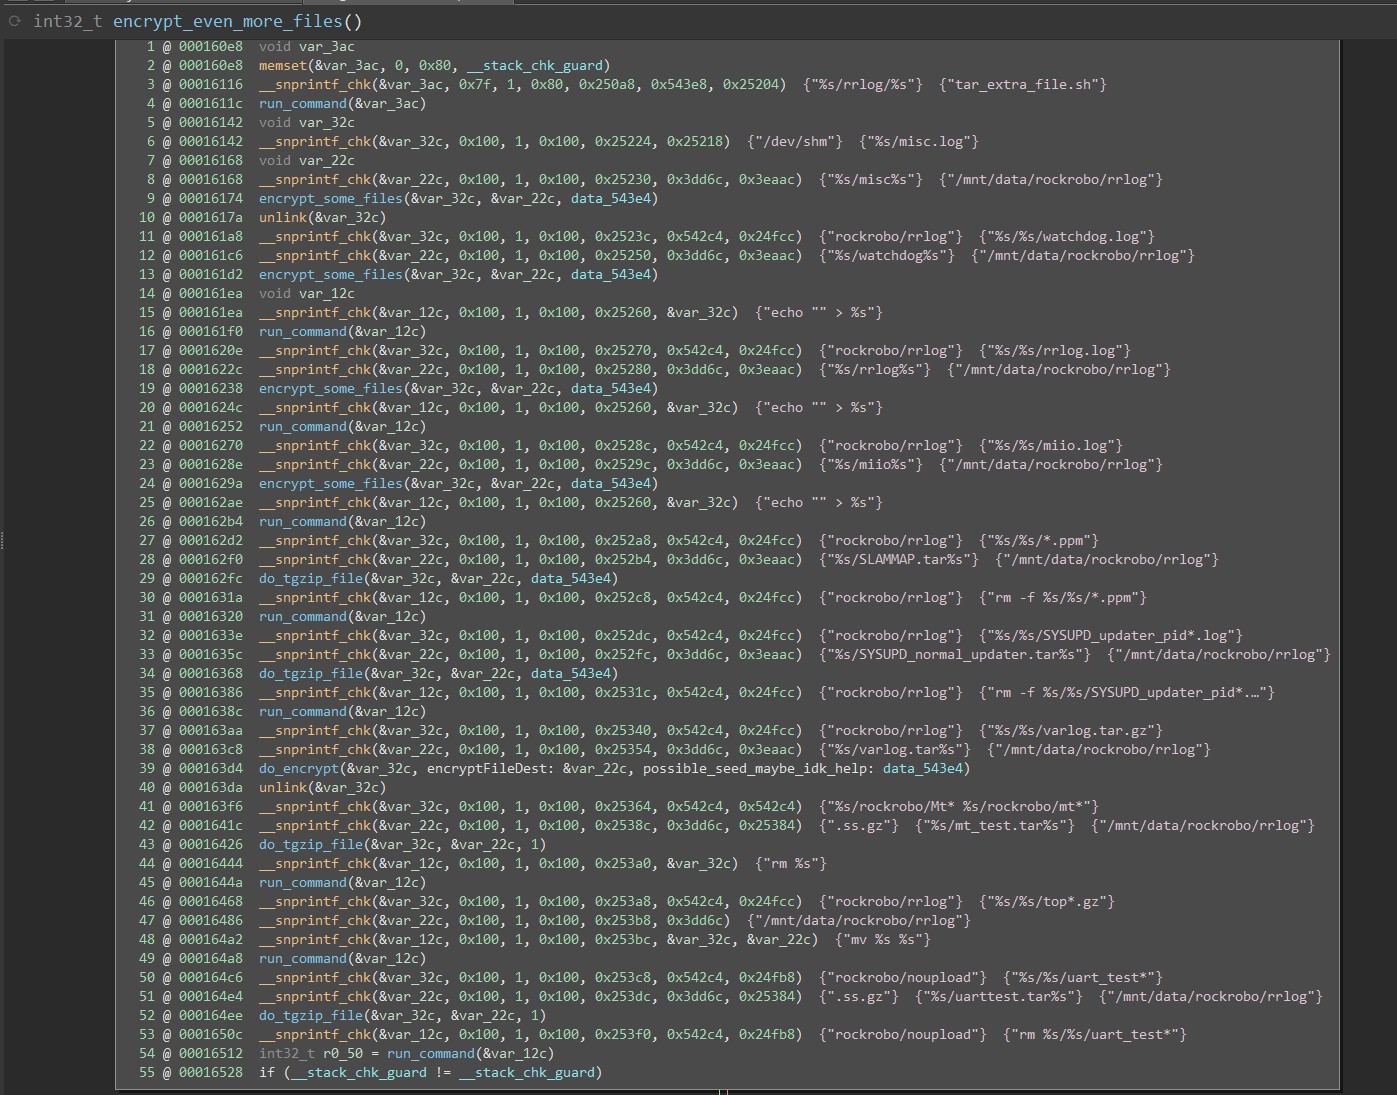 int32_t encrypt_even_more_files()
1 @ 000160e8 void var_3ac
2 @ 000160e8 memset(&var_3ac, 0, 0x80, __stack_chk_guard)
3 @ 00016116 __snprintf_chk(&var_3ac, 0x7f, 1, 0x80, 0x250a8, 0x543e8, 0x25204) {"%s/rrlog/%s"} {"tar_extra_file.sh"}
4 @ 0001611c run_command(&var_3ac)
5 @ 00016142 void var_32c
6 @ 00016142 __snprintf_chk(&var_32c, 0x100, 1, 0x100, 0x25224, 0x25218) {"/dev/shm"} {"%s/misc.log"}
7 @ 00016168 void var_22c
8 @ 00016168 __snprintf_chk(&var_22c, 0x100, 1, 0x100, 0x25230, 0x3dd6c, 0x3eaac) {"%s/misc%s"} {"/mnt/data/rockrobo/rrlog"}
9 @ 00016174 encrypt_some_files(&var_32c, &var_22c, data_543e4)
10 @ 0001617a unlink(&var_32c)
11 @ 000161a8 __snprintf_chk(&var_32c, 0x100, 1, 0x100, 0x2523c, 0x542c4, 0x24fcc) {"rockrobo/rrlog"} {"%s/%s/watchdog.log"}
12 @ 000161c6 __snprintf_chk(&var_22c, 0x100, 1, 0x100, 0x25250, 0x3dd6c, 0x3eaac) {"%s/watchdog%s"} {"/mnt/data/rockrobo/rrlog"}
13 @ 000161d2 encrypt_some_files(&var_32c, &var_22c, data_543e4)
14 @ 000161ea void var_12c
15 @ 000161ea __snprintf_chk(&var_12c, 0x100, 1, 0x100, 0x25260, &var_32c) {"echo "" > %s"}
16 @ 000161f0 run_command(&var_12c)
17 @ 0001620e __snprintf_chk(&var_32c, 0x100, 1, 0x100, 0x25270, 0x542c4, 0x24fcc) {"rockrobo/rrlog"} {"%s/%s/rrlog.log"}
18 @ 0001622c __snprintf_chk(&var_22c, 0x100, 1, 0x100, 0x25280, 0x3dd6c, 0x3eaac) {"%s/rrlog%s"} {"/mnt/data/rockrobo/rrlog"}
19 @ 00016238 encrypt_some_files(&var_32c, &var_22c, data_543e4)
20 @ 0001624c __snprintf_chk(&var_12c, 0x100, 1, 0x100, 0x25260, &var_32c) {"echo "" > %s"}
21 @ 00016252 run_command(&var_12c)
22 @ 00016270 __snprintf_chk(&var_32c, 0x100, 1, 0x100, 0x2528c, 0x542c4, 0x24fcc) {"rockrobo/rrlog"} {"%s/%s/miio.log"}
23 @ 0001628e __snprintf_chk(&var_22c, 0x100, 1, 0x100, 0x2529c, 0x3dd6c, 0x3eaac) {"%s/miio%s"} {"/mnt/data/rockrobo/rrlog"}
24 @ 0001629a encrypt_some_files(&var_32c, &var_22c, data_543e4)
25 @ 000162ae __snprintf_chk(&var_12c, 0x100, 1, 0x100, 0x25260, &var_32c) {"echo "" > %s"}
26 @ 000162b4 run_command(&var_12c)
27 @ 000162d2 __snprintf_chk(&var_32c, 0x100, 1, 0x100, 0x252a8, 0x542c4, 0x24fcc) {"rockrobo/rrlog"} {"%s/%s/*.ppm"}
28 @ 000162f0 __snprintf_chk(&var_22c, 0x100, 1, 0x100, 0x252b4, 0x3dd6c, 0x3eaac) {"%s/SLAMMAP.tar%s"} {"/mnt/data/rockrobo/rrlog"}
29 @ 000162fc do_tgzip_file(&var_32c, &var_22c, data_543e4)
30 @ 0001631a __snprintf_chk(&var_12c, 0x100, 1, 0x100, 0x252c8, 0x542c4, 0x24fcc) {"rockrobo/rrlog"} {"rm -f %s/%s/*.ppm"}
31 @ 00016320 run_command(&var_12c)
32 @ 0001633e __snprintf_chk(&var_32c, 0x100, 1, 0x100, 0x252dc, 0x542c4, 0x24fcc) {"rockrobo/rrlog"} {"%s/%s/SYSUPD_updater_pid*.log"}
33 @ 0001635c __snprintf_chk(&var_22c, 0x100, 1, 0x100, 0x252fc, 0x3dd6c, 0x3eaac) {"%s/SYSUPD_normal_updater.tar%s"} {"/mnt/data/rockrobo/rrlog"}
34 @ 00016368 do_tgzip_file(&var_32c, &var_22c, data_543e4)
35 @ 00016386 __snprintf_chk(&var_12c, 0x100, 1, 0x100, 0x2531c, 0x542c4, 0x24fcc) {"rockrobo/rrlog"} {"rm -f %s/%s/SYSUPD_updater_pid*.…"}
36 @ 0001638c run_command(&var_12c)
37 @ 000163aa __snprintf_chk(&var_32c, 0x100, 1, 0x100, 0x25340, 0x542c4, 0x24fcc) {"rockrobo/rrlog"} {"%s/%s/varlog.tar.gz"}
38 @ 000163c8 __snprintf_chk(&var_22c, 0x100, 1, 0x100, 0x25354, 0x3dd6c, 0x3eaac) {"%s/varlog.tar%s"} {"/mnt/data/rockrobo/rrlog"}
39 @ 000163d4 do_encrypt(&var_32c, encryptFileDest: &var_22c, possible_seed_maybe_idk_help: data_543e4)
40 @ 000163da unlink(&var_32c)
41 @ 000163f6 __snprintf_chk(&var_32c, 0x100, 1, 0x100, 0x25364, 0x542c4, 0x542c4) {"%s/rockrobo/Mt* %s/rockrobo/mt*"}
42 @ 0001641c __snprintf_chk(&var_22c, 0x100, 1, 0x100, 0x2538c, 0x3dd6c, 0x25384) {".ss.gz"} {"%s/mt_test.tar%s"} {"/mnt/data/rockrobo/rrlog"}
43 @ 00016426 do_tgzip_file(&var_32c, &var_22c, 1)
44 @ 00016444 __snprintf_chk(&var_12c, 0x100, 1, 0x100, 0x253a0, &var_32c) {"rm %s"}
45 @ 0001644a run_command(&var_12c)
46 @ 00016468 __snprintf_chk(&var_32c, 0x100, 1, 0x100, 0x253a8, 0x542c4, 0x24fcc) {"rockrobo/rrlog"} {"%s/%s/top*.gz"}
47 @ 00016486 __snprintf_chk(&var_22c, 0x100, 1, 0x100, 0x253b8, 0x3dd6c) {"/mnt/data/rockrobo/rrlog"}
48 @ 000164a2 __snprintf_chk(&var_12c, 0x100, 1, 0x100, 0x253bc, &var_32c, &var_22c) {"mv %s %s"}
49 @ 000164a8 run_command(&var_12c)
50 @ 000164c6 __snprintf_chk(&var_32c, 0x100, 1, 0x100, 0x253c8, 0x542c4, 0x24fb8) {"rockrobo/noupload"} {"%s/%s/uart_test*"}
51 @ 000164e4 __snprintf_chk(&var_22c, 0x100, 1, 0x100, 0x253dc, 0x3dd6c, 0x25384) {".ss.gz"} {"%s/uarttest.tar%s"} {"/mnt/data/rockrobo/rrlog"}
52 @ 000164ee do_tgzip_file(&var_32c, &var_22c, 1)
53 @ 0001650c __snprintf_chk(&var_12c, 0x100, 1, 0x100, 0x253f0, 0x542c4, 0x24fb8) {"rockrobo/noupload"} {"rm %s/%s/uart_test*"}
54 @ 00016512 int32_t r0_50 = run_command(&var_12c)
55 @ 00016528 if (__stack_chk_guard != __stack_chk_guard)